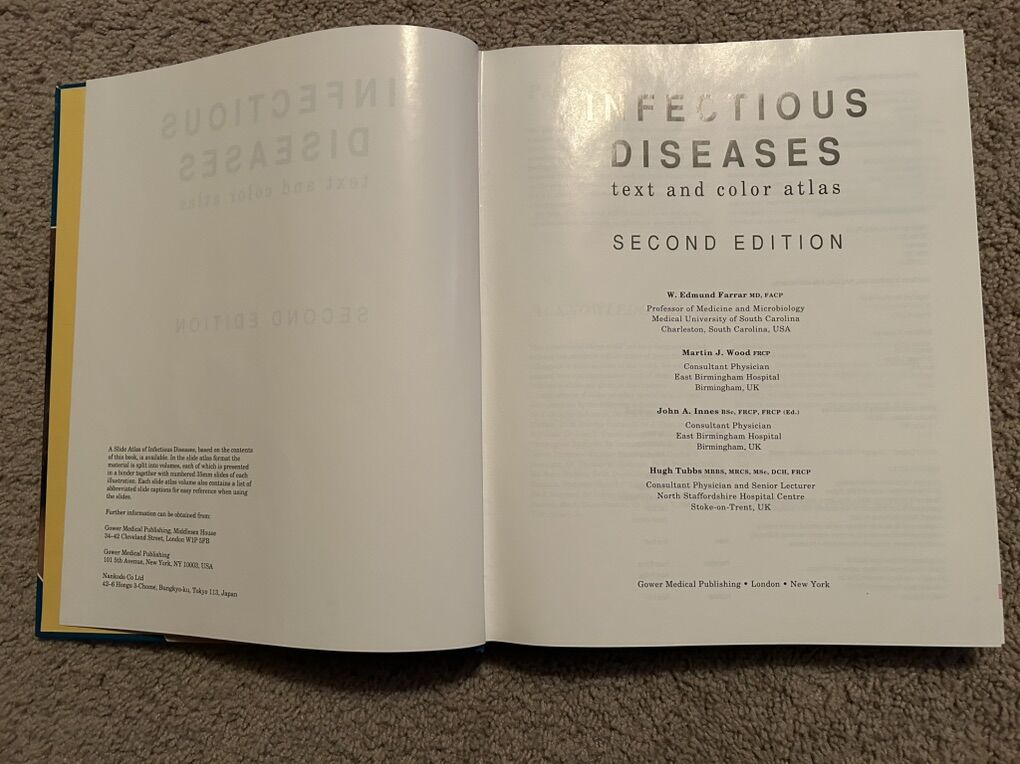 A Slide Atlas of Infectious Diseases, based on the contents
of this book, is available. In the slide atlas format the
material is split into volumes, each of which is presented
in a binder together with numbered 35mm slides of each
illustration. Each slide atlas volume also contains a list of
abbreviated slide captions for easy reference when using
the slides.
Further information can be obtained from:
Gower Medical Publishing, Middlesex House
34–42 Cleveland Street, London W1P 5FB
Gower Medical Publishing
101 5th Avenue, New York, NY 10003, USA
Nankodo Co Ltd
42–6 Hongo 3-Chome, Bungkyo-ku, Tokyo 113, Japan
INFECTIOUS
DISEASES
text and color atlas
SECOND EDITION
W. Edmund Farrar MD, FACP
Professor of Medicine and Microbiology
Medical University of South Carolina
Charleston, South Carolina, USA
Martin J. Wood FRCP
Consultant Physician
East Birmingham Hospital
Birmingham, UK
John A. Innes BSc, FRCP, FRCP (Ed.)
Consultant Physician
East Birmingham Hospital
Birmingham, UK
Hugh Tubbs MBBS, MRCS, MSc, DCH, FRCP
Consultant Physician and Senior Lecturer
North Staffordshire Hospital Centre
Stoke-on-Trent, UK
Gower Medical Publishing • London • New York